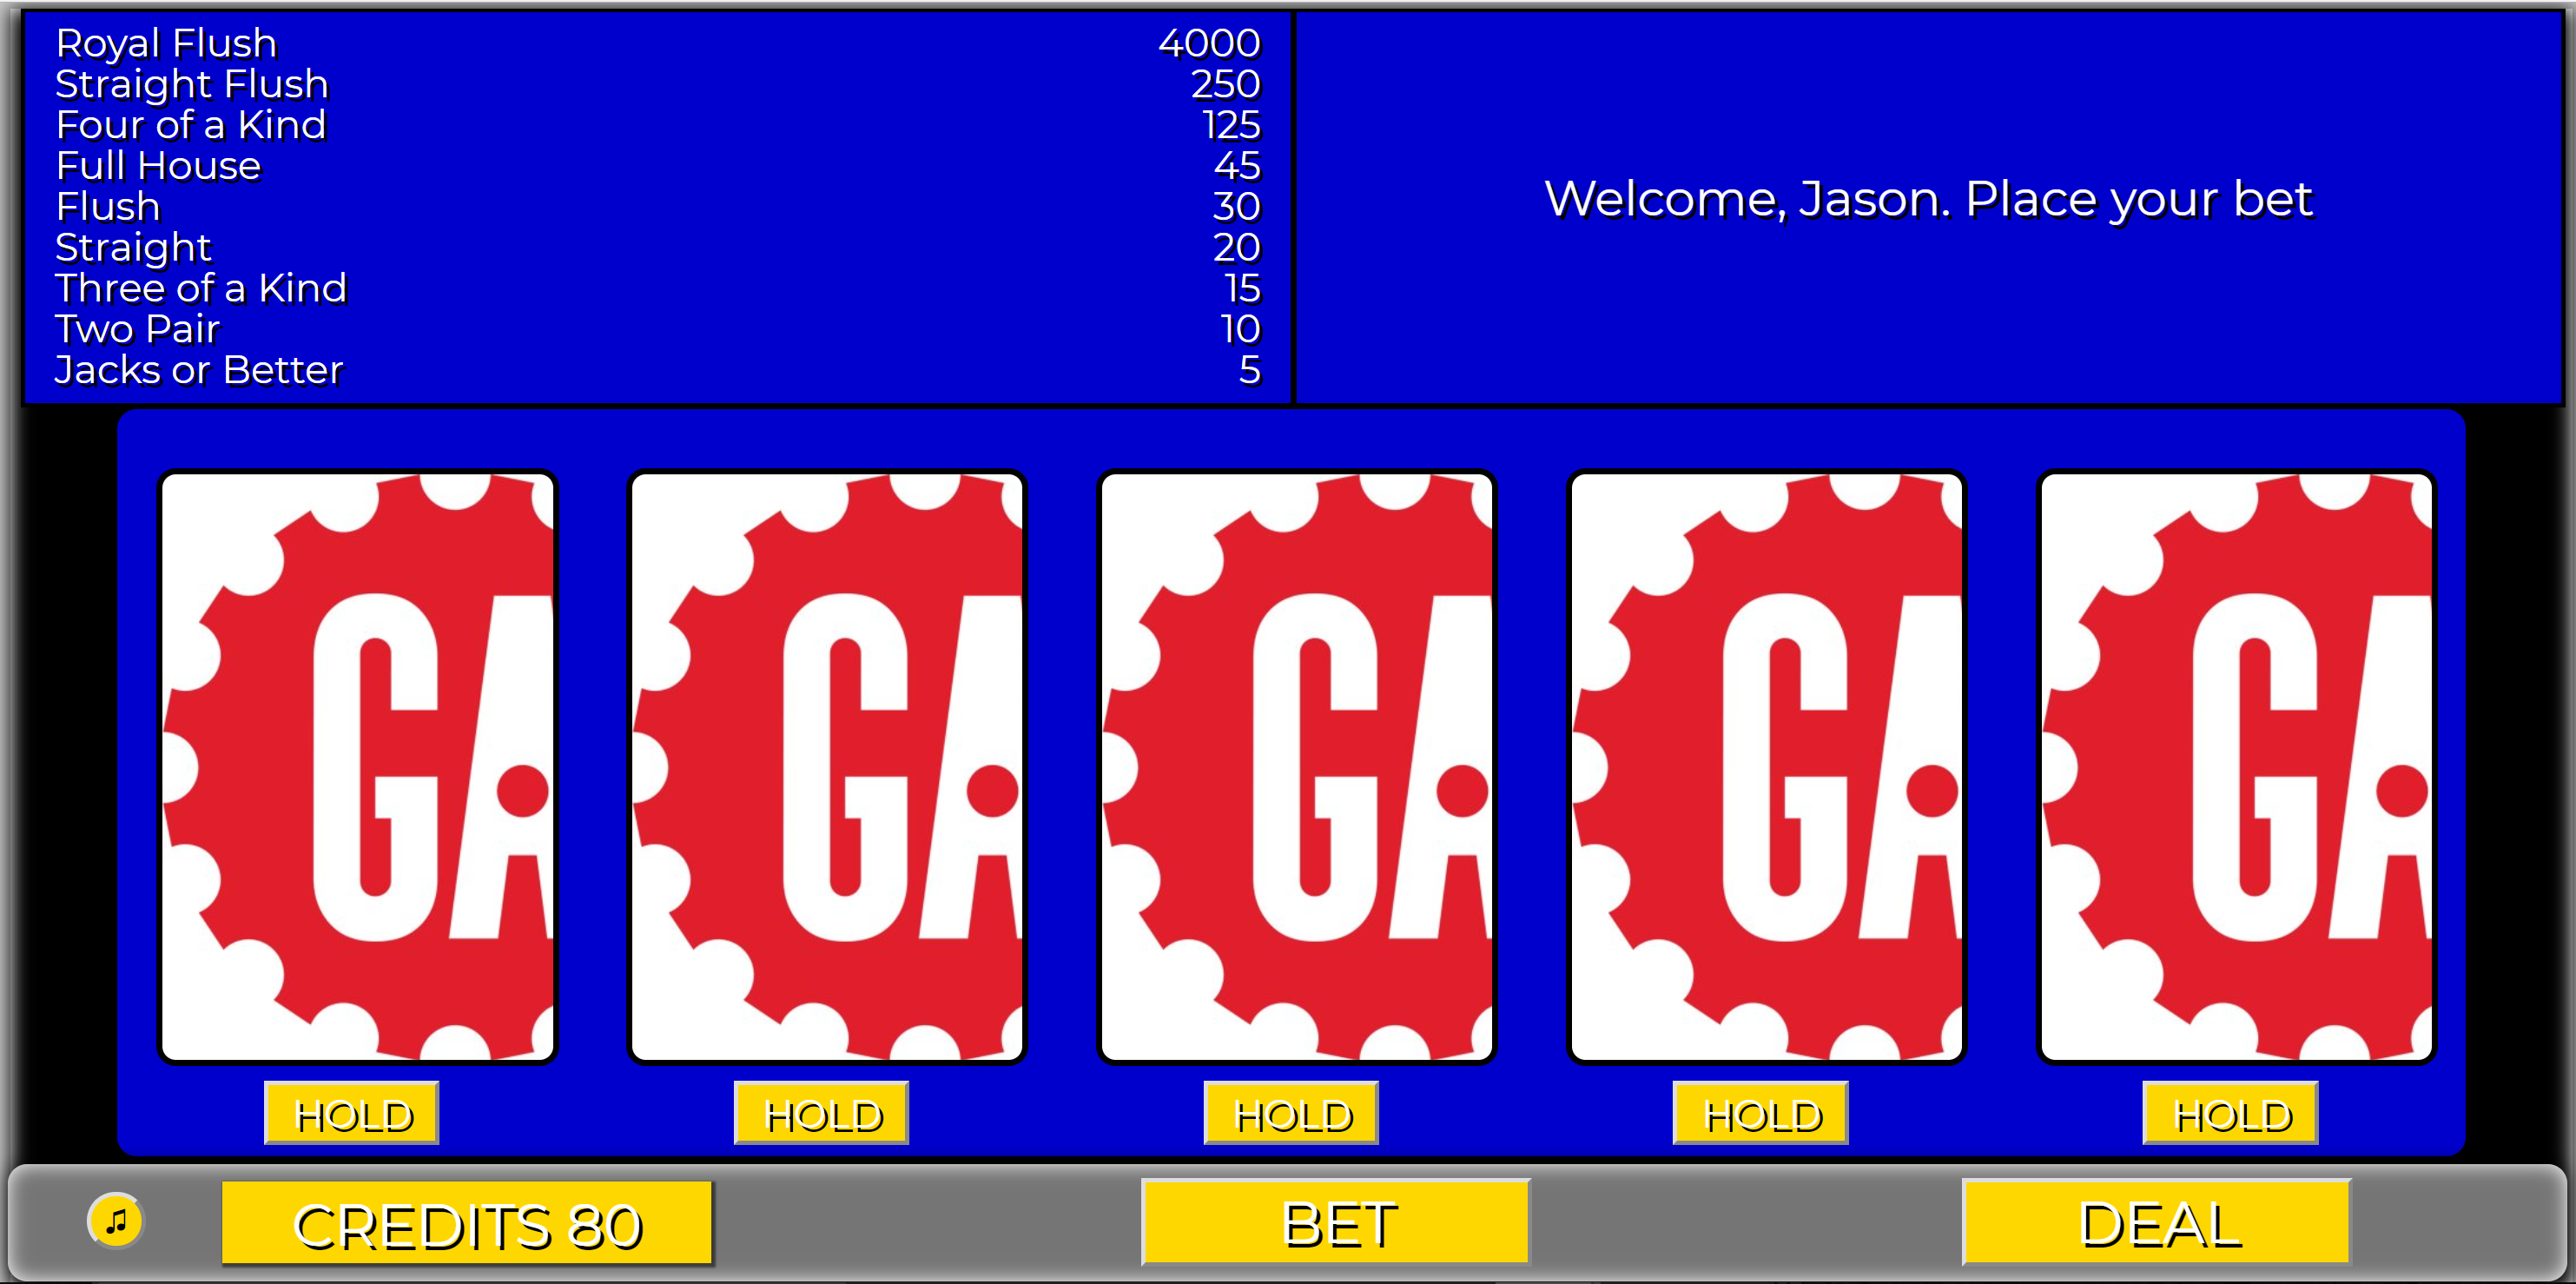 Royal Flush 4000
Straight Flush 250
Four of a Kind 125
Full House 45
Flush 30
Straight 20
Three of a Kind 15
Two Pair 10
Jacks or Better 5
Welcome, Jason. Place your bet
GA GA GA GA GA
HOLD HOLD HOLD HOLD HOLD
CREDITS 80 BET DEAL